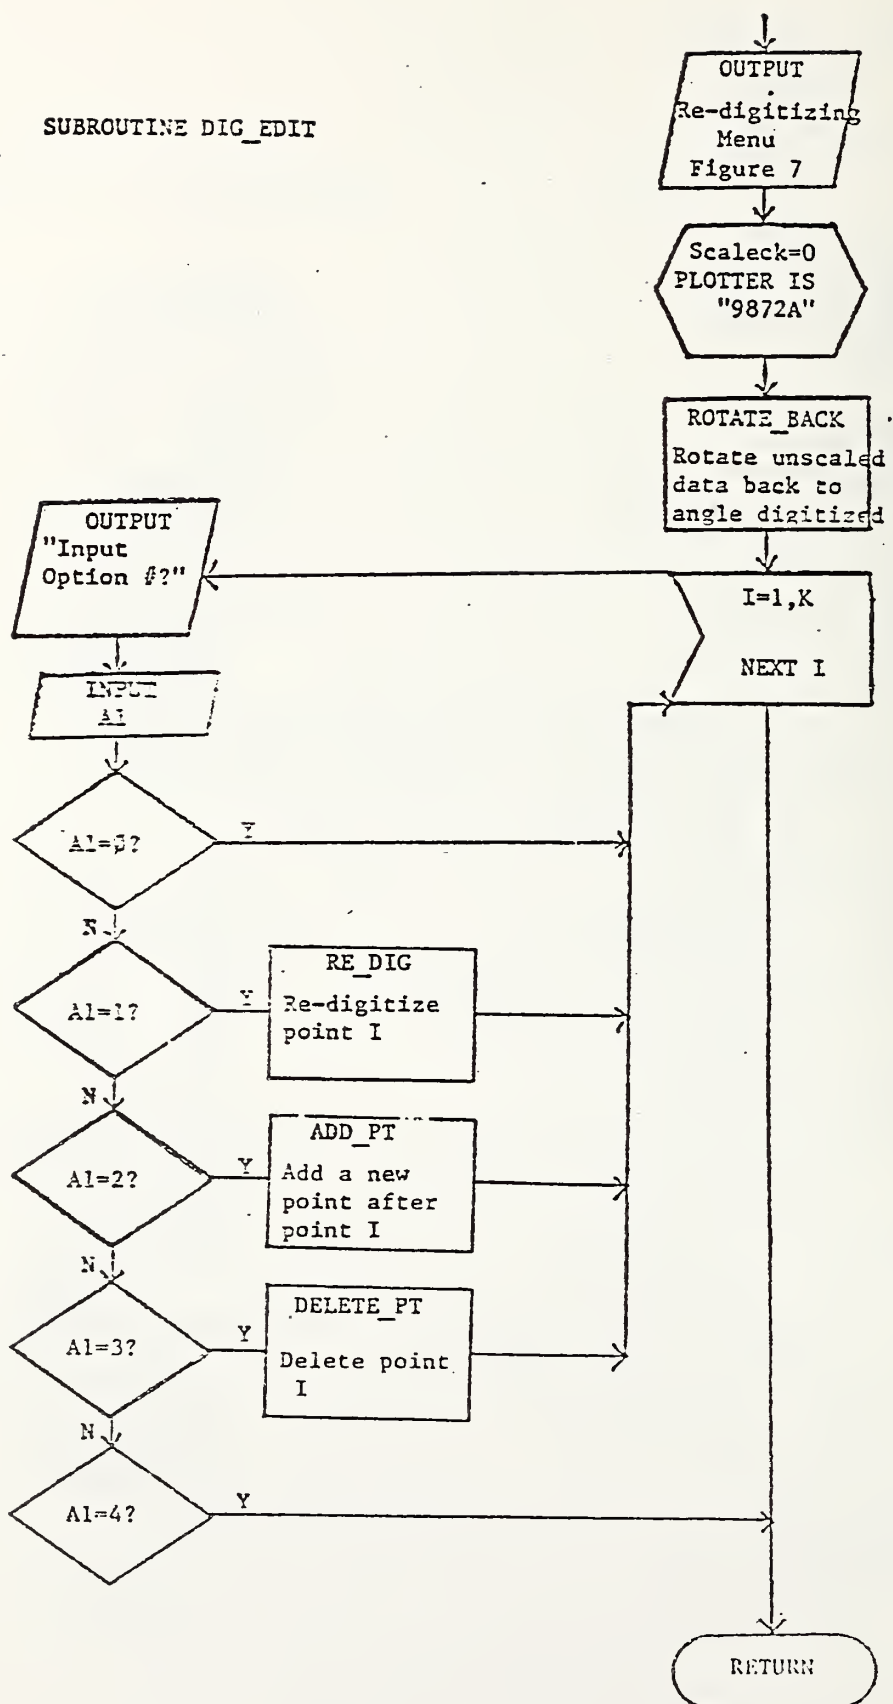 SUBROUTINE DIG_EDIT
OUTPUT
Re-digitizing
Menu
Figure 7
Scaleck=0
PLOTTER IS
"9872A"
ROTATE_BACK
Rotate unscaled
data back to
angle digitized
I=1,K
NEXT I
OUTPUT
"Input
Option #?"
INPUT
A1
A1=0?
Y
N
A1=1?
Y
RE_DIG
Re-digitize
point I
N
A1=2?
Y
ADD_PT
Add a new
point after
point I
N
A1=3?
Y
DELETE_PT
Delete point
I
N
A1=4?
Y
RETURN